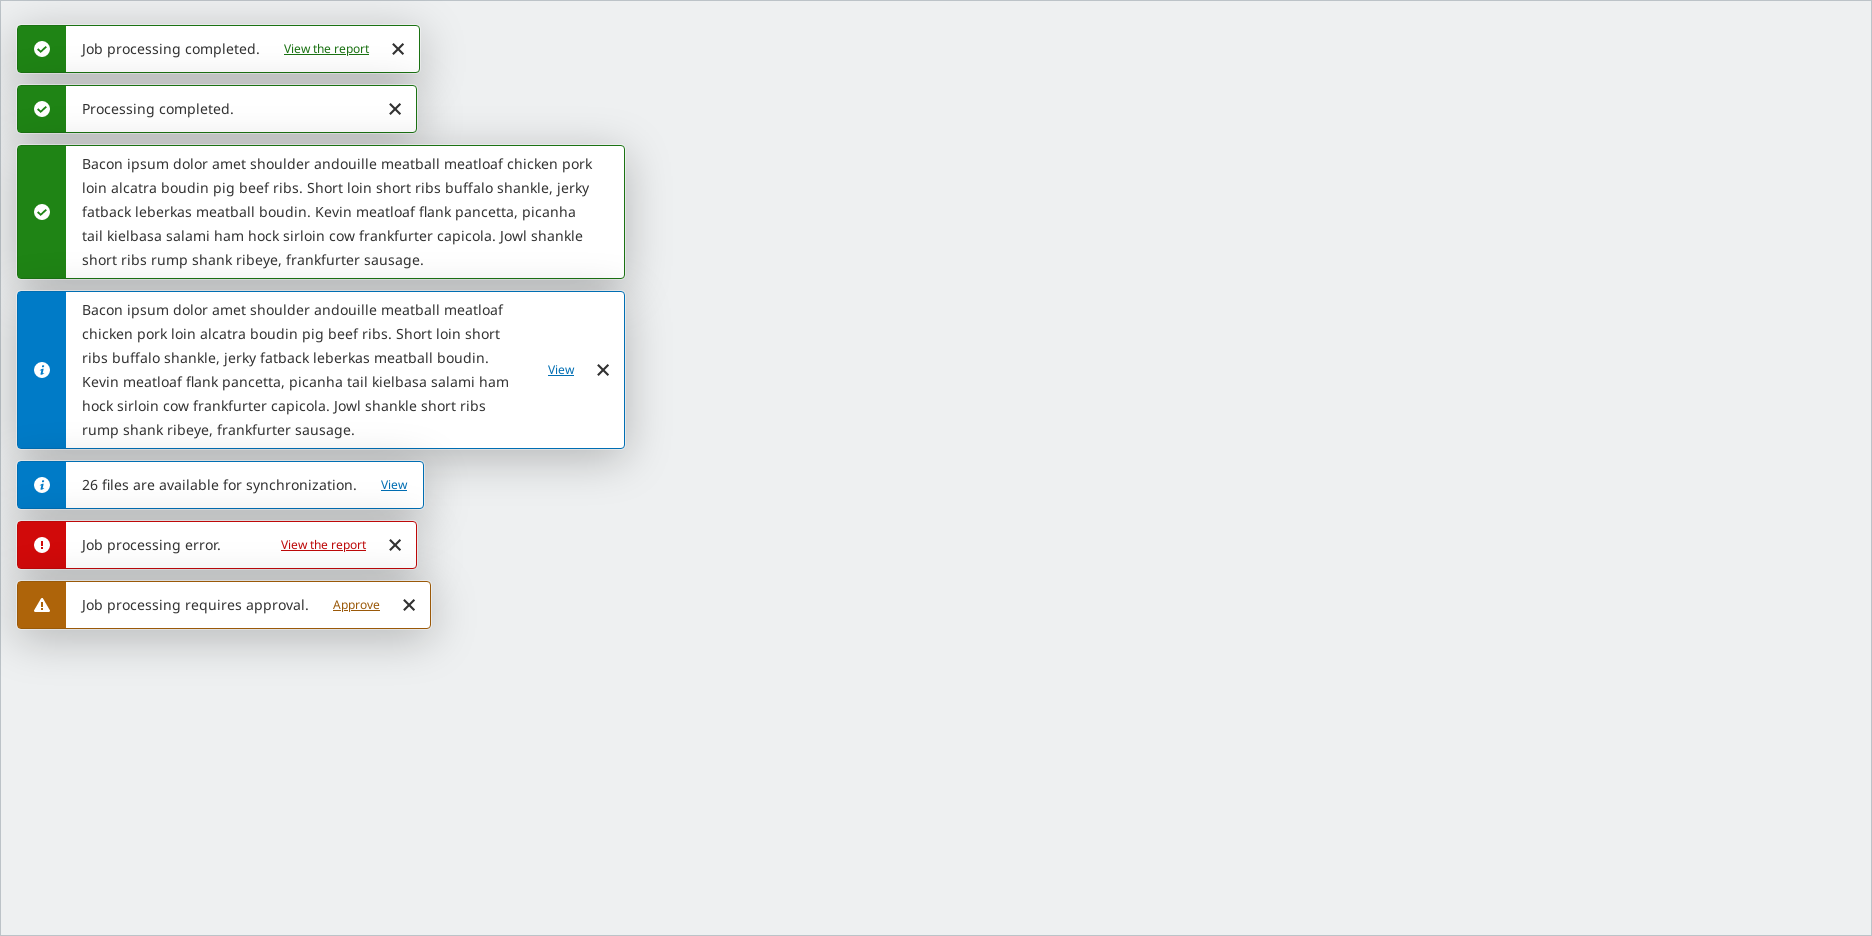 Job processing completed. View the report
Processing completed.
Bacon ipsum dolor amet shoulder andouille meatball meatloaf chicken pork
loin alcatra boudin pig beef ribs. Short loin short ribs buffalo shankle, jerky
fatback leberkas meatball boudin. Kevin meatloaf flank pancetta, picanha
tail kielbasa salami ham hock sirloin cow frankfurter capicola. Jowl shankle
short ribs rump shank ribeye, frankfurter sausage.
Bacon ipsum dolor amet shoulder andouille meatball meatloaf
chicken pork loin alcatra boudin pig beef ribs. Short loin short
ribs buffalo shankle, jerky fatback leberkas meatball boudin.
Kevin meatloaf flank pancetta, picanha tail kielbasa salami ham
hock sirloin cow frankfurter capicola. Jowl shankle short ribs
rump shank ribeye, frankfurter sausage.
View
26 files are available for synchronization. View
Job processing error. View the report
Job processing requires approval. Approve